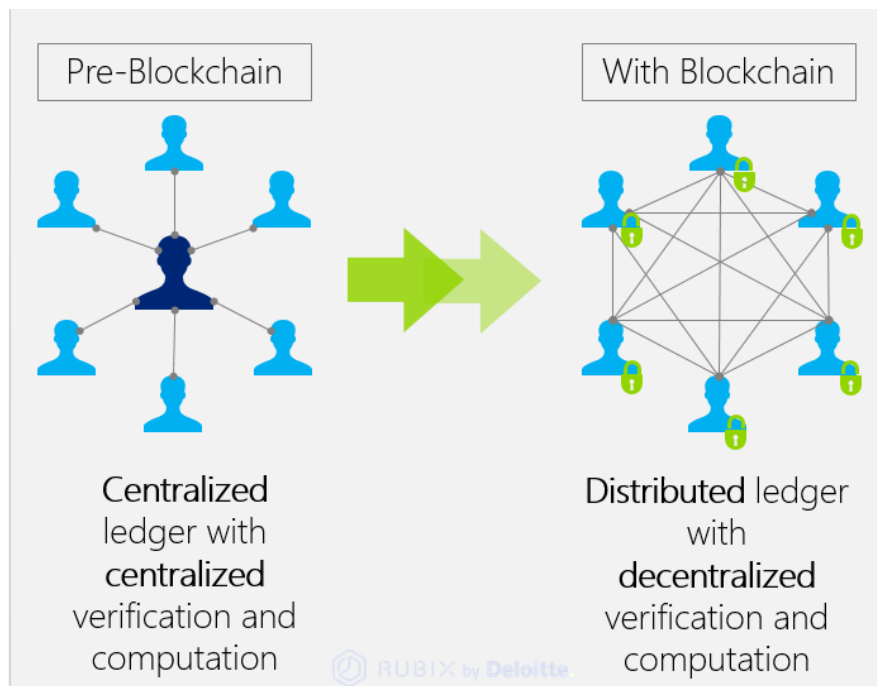 Pre-Blockchain
With Blockchain
Centralized
ledger with
centralized
verification and
computation
Distributed ledger
with
decentralized
verification and
computation
RUBIX by Deloitte.